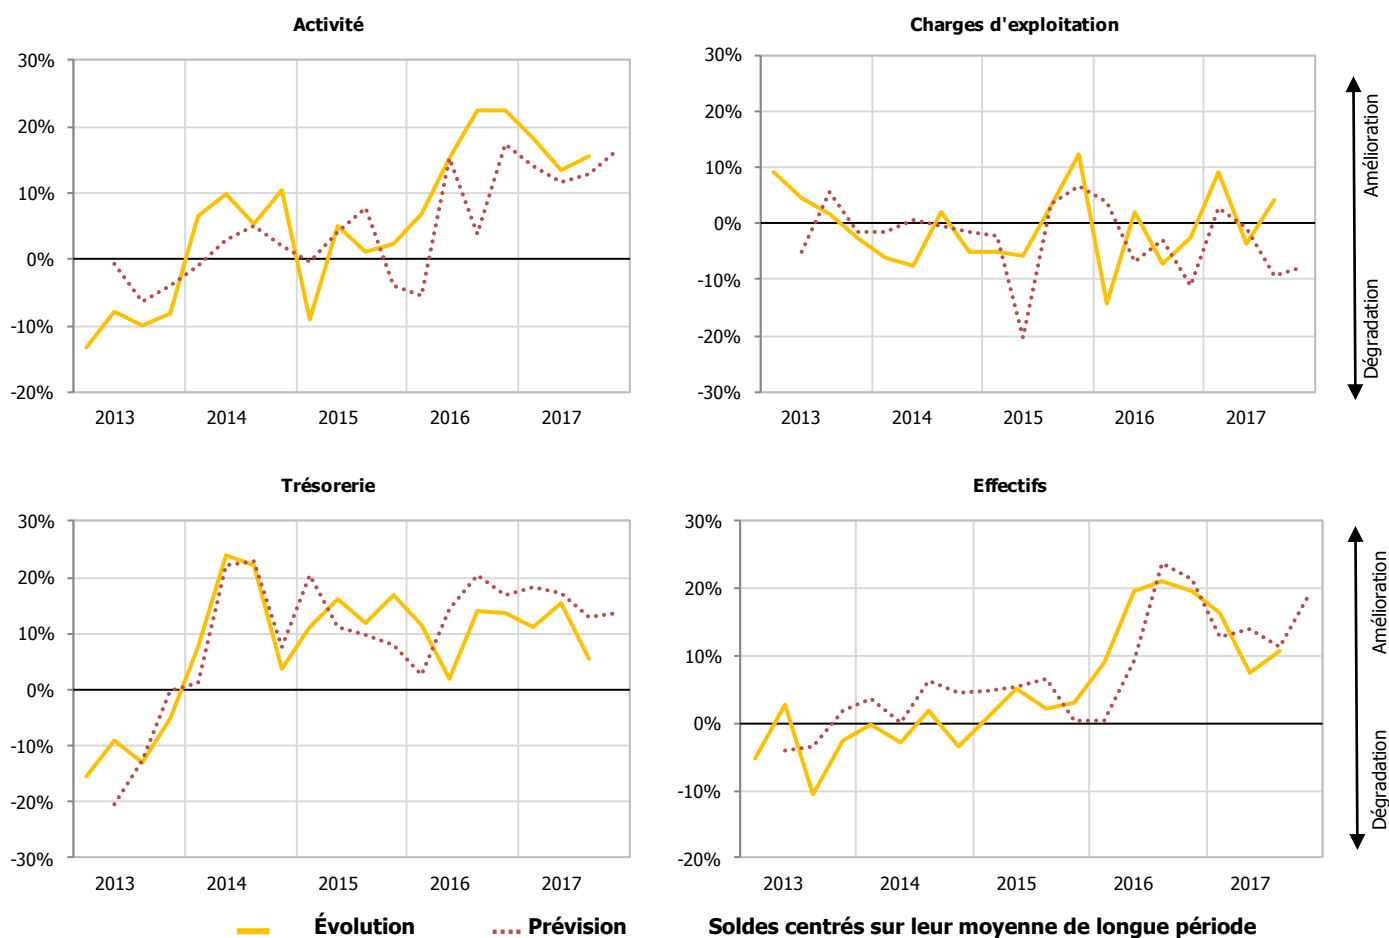 Activité
30%
20%
10%
0%
-10%
-20%
2013 2014 2015 2016 2017
Charges d'exploitation
30%
20%
10%
0%
-10%
-20%
-30%
2013 2014 2015 2016 2017
Amélioration
Dégradation
Trésorerie
30%
20%
10%
0%
-10%
-20%
-30%
2013 2014 2015 2016 2017
Effectifs
30%
20%
10%
0%
-10%
-20%
2013 2014 2015 2016 2017
Amélioration
Dégradation
Évolution Prévision Soldes centrés sur leur moyenne de longue période